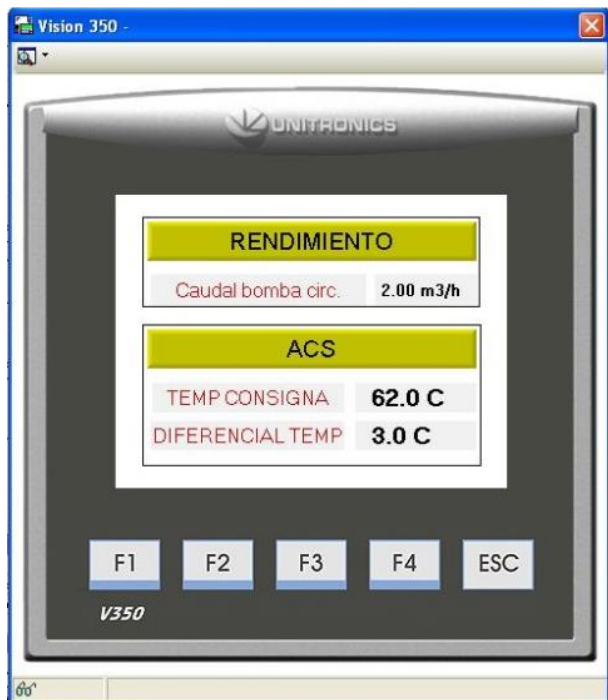 Vision 350 -
UNITRONICS
RENDIMIENTO
Caudal bomba circ. 2.00 m3/h
ACS
TEMP CONSIGNA 62.0 C
DIFERENCIAL TEMP 3.0 C
F1 F2 F3 F4 ESC
V350